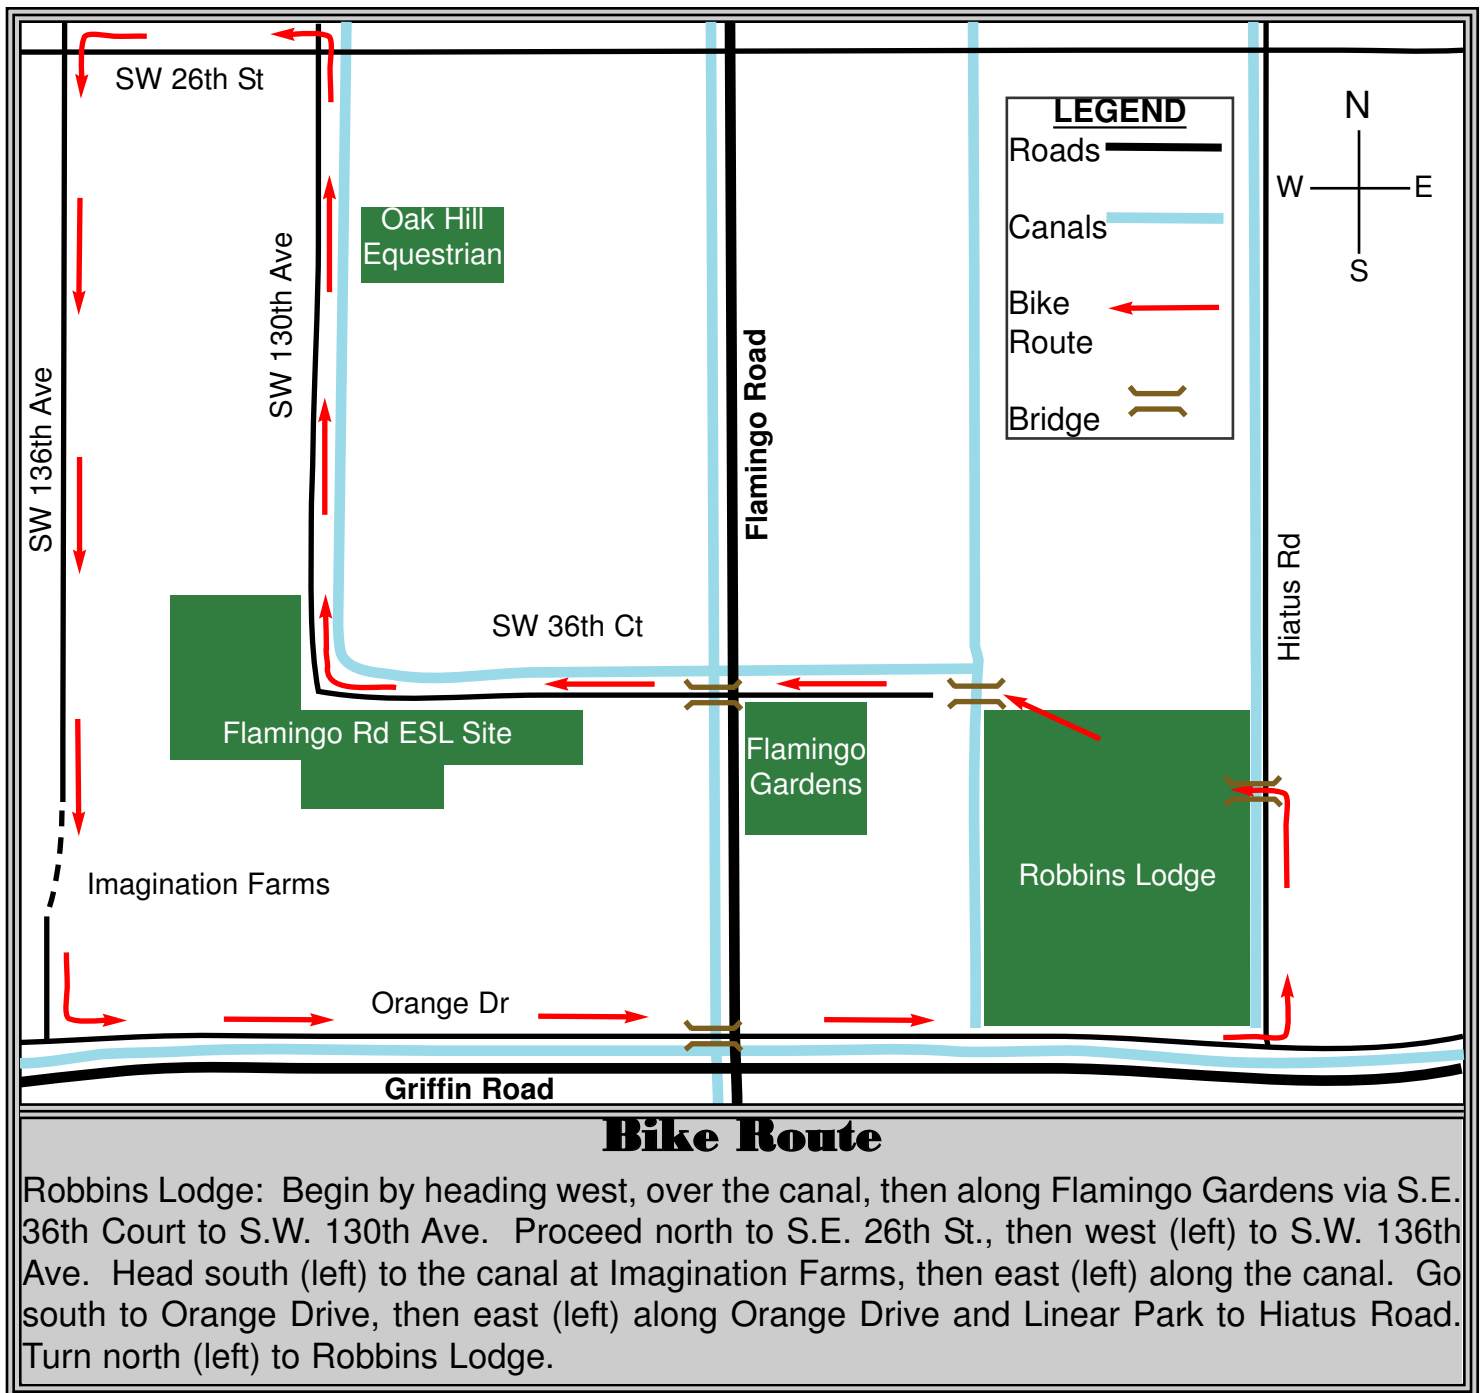 SW 26th St
LEGEND
Roads
Canals
Bike
Route
Bridge
N
W E
S
Oak Hill
Equestrian
SW 130th Ave
SW 136th Ave
Flamingo Road
Hiatus Rd
SW 36th Ct
Flamingo Rd ESL Site
Flamingo
Gardens
Robbins Lodge
Imagination Farms
Orange Dr
Griffin Road
Bike Route
Robbins Lodge: Begin by heading west, over the canal, then along Flamingo Gardens via S.E.
36th Court to S.W. 130th Ave. Proceed north to S.E. 26th St., then west (left) to S.W. 136th
Ave. Head south (left) to the canal at Imagination Farms, then east (left) along the canal. Go
south to Orange Drive, then east (left) along Orange Drive and Linear Park to Hiatus Road.
Turn north (left) to Robbins Lodge.